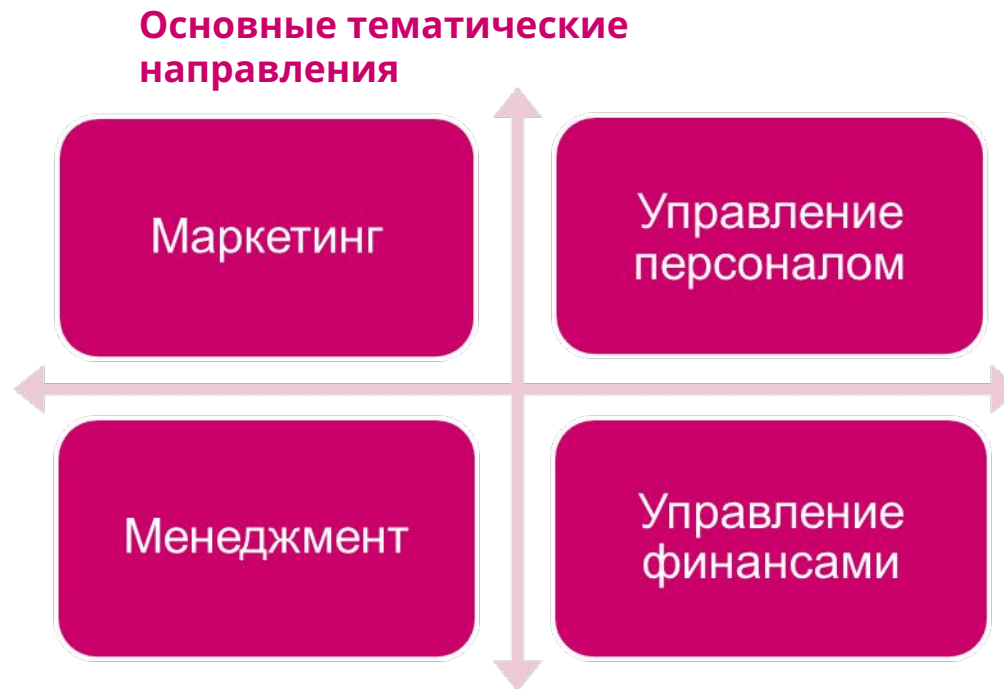 Основные тематические
направления
Маркетинг
Управление
персоналом
Менеджмент
Управление
финансами